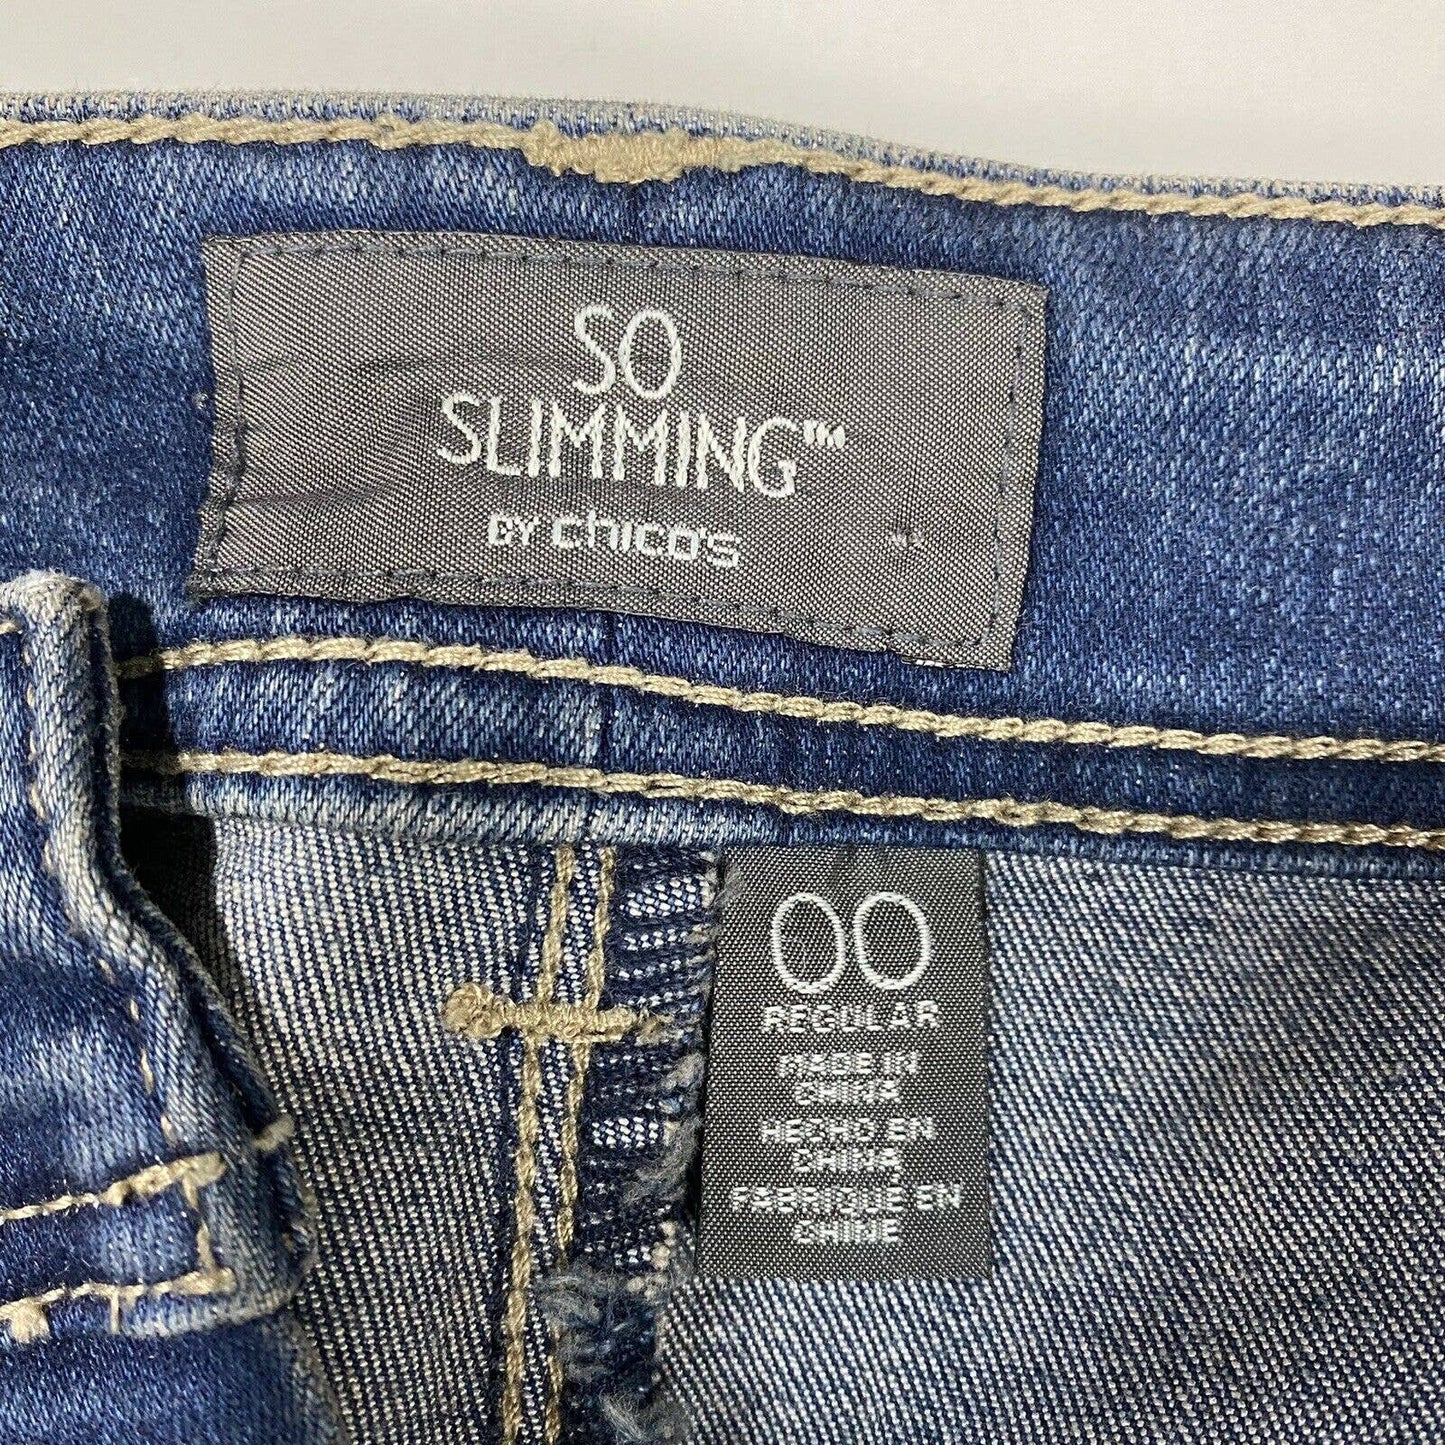 SO
SLIMMING™
BY chico's
00
REGULAR
MADE IN
CHINA
HECHO EN
CHINA
FABRIQUE EN
CHINE